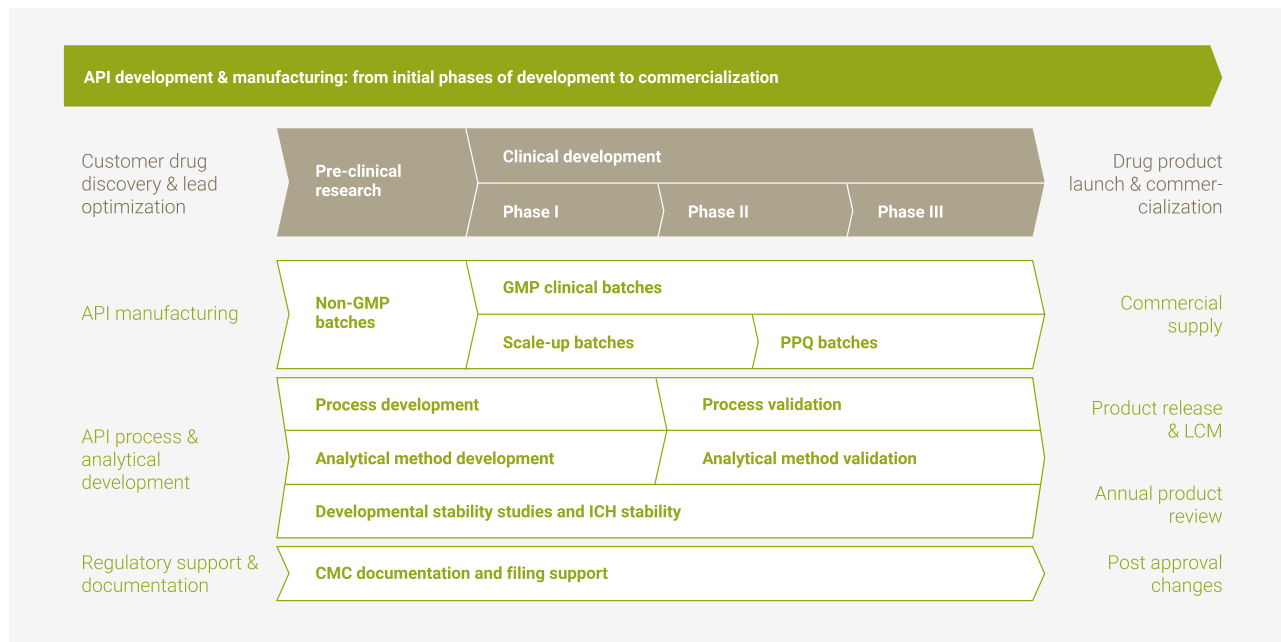 API development & manufacturing: from initial phases of development to commercialization
Customer drug
discovery & lead
optimization
Pre-clinical
research
Clinical development
Phase I
Phase II
Phase III
Drug product
launch & commer-
cialization
API manufacturing
Non-GMP
batches
GMP clinical batches
Scale-up batches
PPQ batches
Commercial
supply
API process &
analytical
development
Process development
Process validation
Analytical method development
Analytical method validation
Developmental stability studies and ICH stability
Product release
& LCM
Annual product
review
Regulatory support &
documentation
CMC documentation and filing support
Post approval
changes